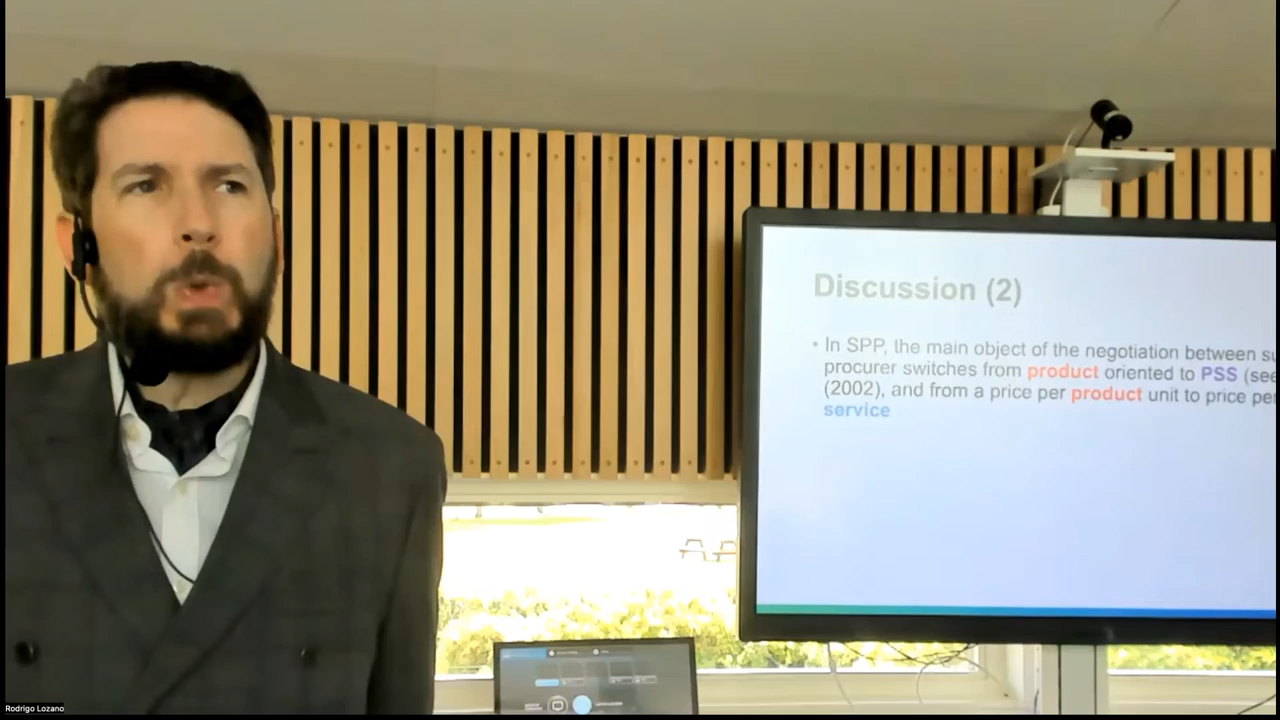 Discussion (2)
• In SPP, the main object of the negotiation between su
procurer switches from product oriented to PSS (see
(2002), and from a price per product unit to price per
service
Rodrigo Lozano